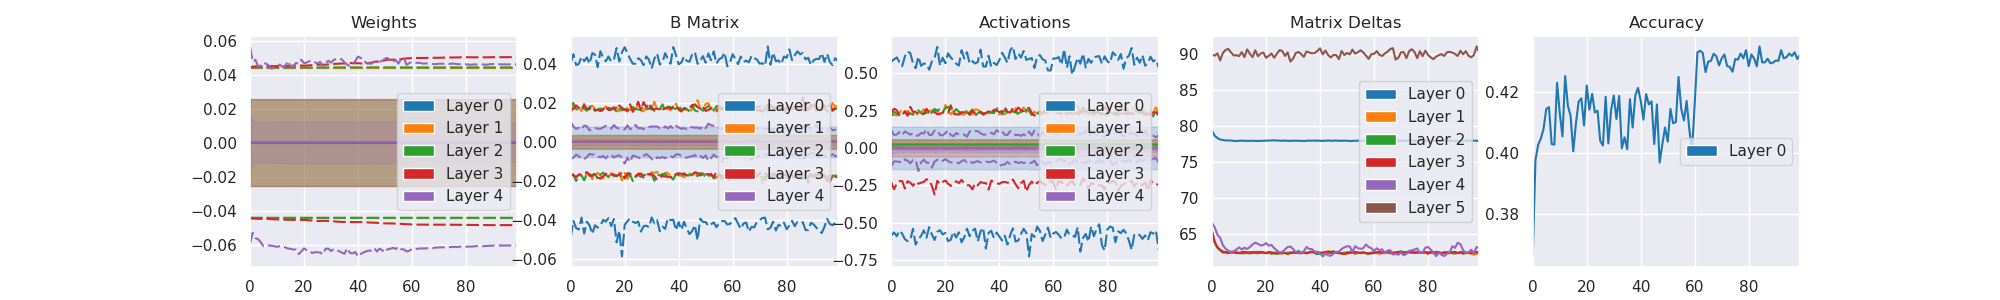 Weights
0.06
0.04
0.02
0.00
−0.02
−0.04
−0.06
0
20
40
60
80
Layer 0
Layer 1
Layer 2
Layer 3
Layer 4
B Matrix
0.04
0.02
0.00
−0.02
−0.04
−0.06
0
20
40
60
80
Layer 0
Layer 1
Layer 2
Layer 3
Layer 4
Activations
0.50
0.25
0.00
−0.25
−0.50
−0.75
0
20
40
60
80
Layer 0
Layer 1
Layer 2
Layer 3
Layer 4
Matrix Deltas
90
85
80
75
70
65
0
20
40
60
80
Layer 0
Layer 1
Layer 2
Layer 3
Layer 4
Layer 5
Accuracy
0.42
0.40
0.38
0
20
40
60
80
Layer 0